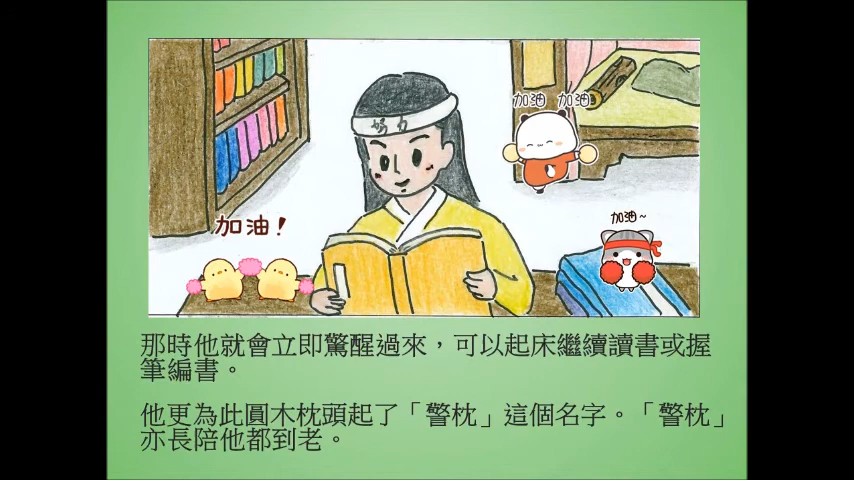 加油 加油
努力
加油~
加油！
那時他就會立即驚醒過來，可以起床繼續讀書或握
筆編書。
他更為此圓木枕頭起了「警枕」這個名字。「警枕」
亦長陪他都到老。